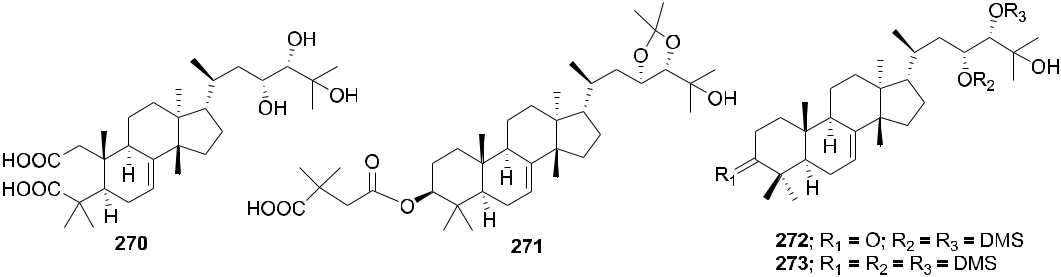 OH
OH
OH
HOOC
HOOC
H
H
270
O
O
OH
O
HOOC
O
H
H
271
OR₃
OH
OR₂
R₁
H
H
272; R₁ = O; R₂ = R₃ = DMS
273; R₁ = R₂ = R₃ = DMS